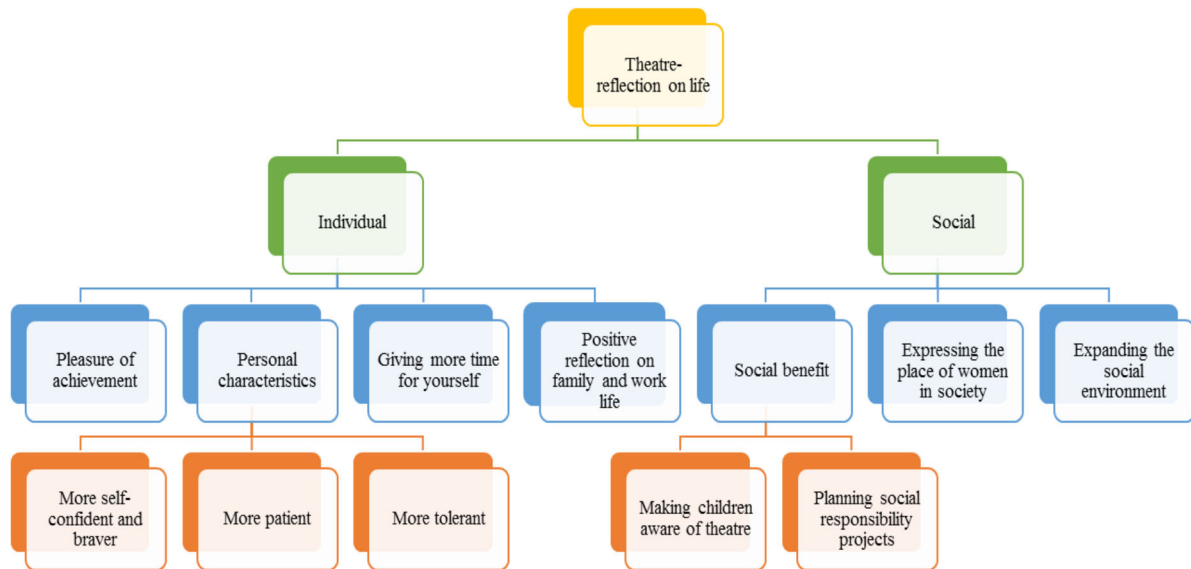 Theatre-
reflection on life
Individual
Social
Pleasure of
achievement
Personal
characteristics
Giving more time
for yourself
Positive
reflection on
family and work
life
Social benefit
Expressing the
place of women
in society
Expanding the
social
environment
More self-
confident and
braver
More patient
More tolerant
Making children
aware of theatre
Planning social
responsibility
projects